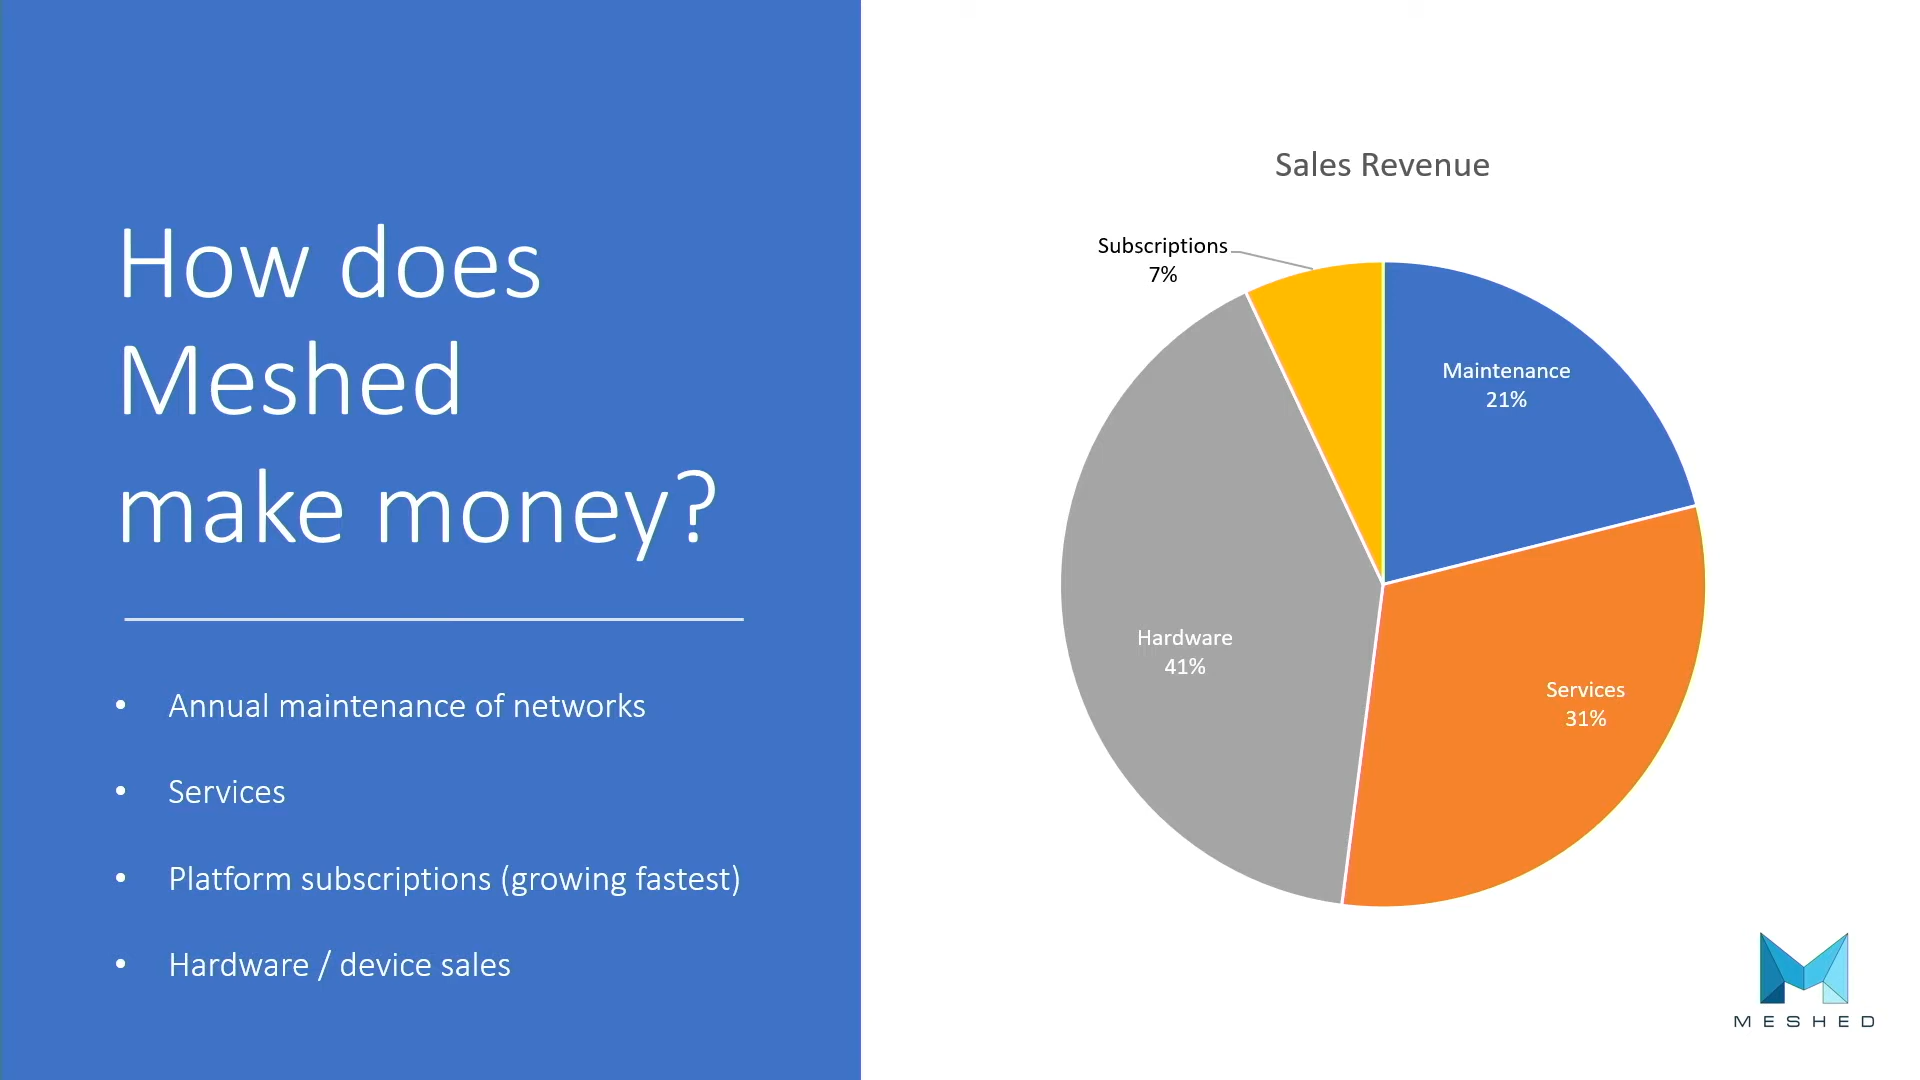 How does
Meshed
make money?
• Annual maintenance of networks
• Services
• Platform subscriptions (growing fastest)
• Hardware / device sales
Sales Revenue
Subscriptions
7%
Maintenance
21%
Hardware
41%
Services
31%
MESHED